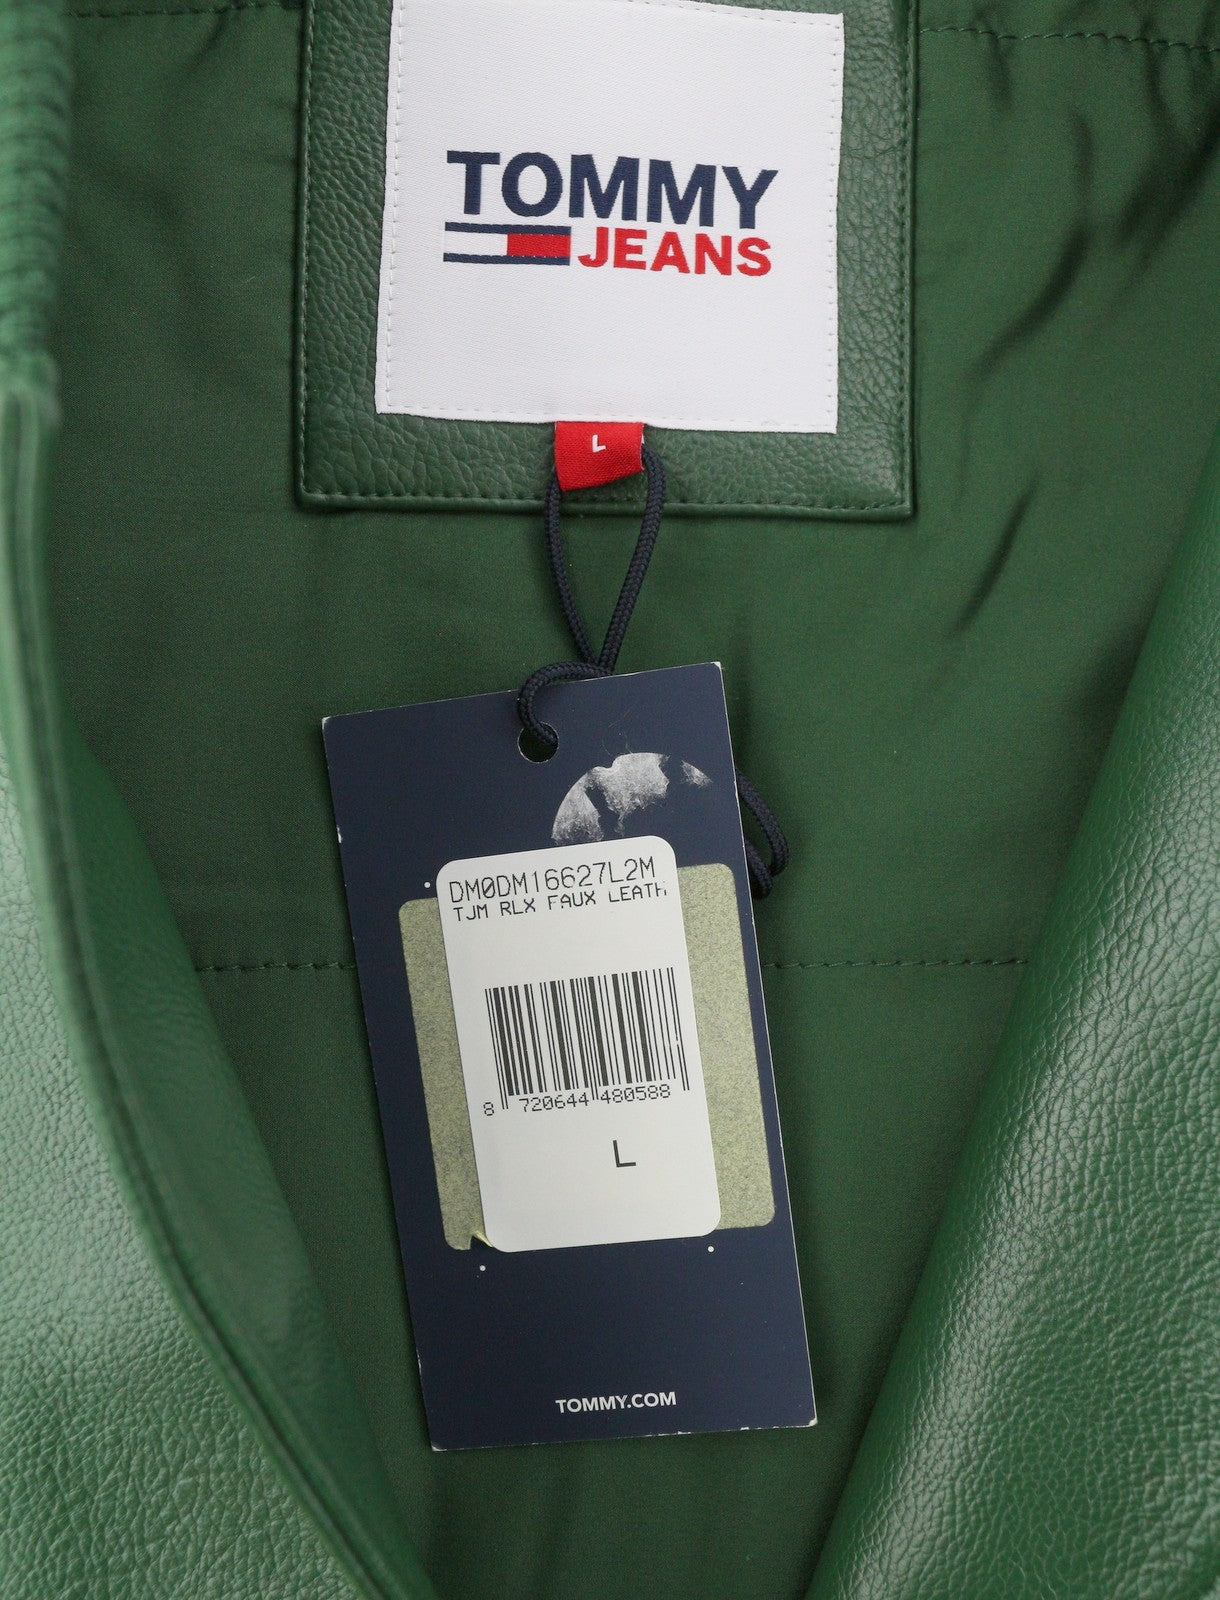 TOMMY
JEANS
L
DM0DM16627L2M
TJM RLX FAUX LEATH
8 720644 480588
L
TOMMY.COM